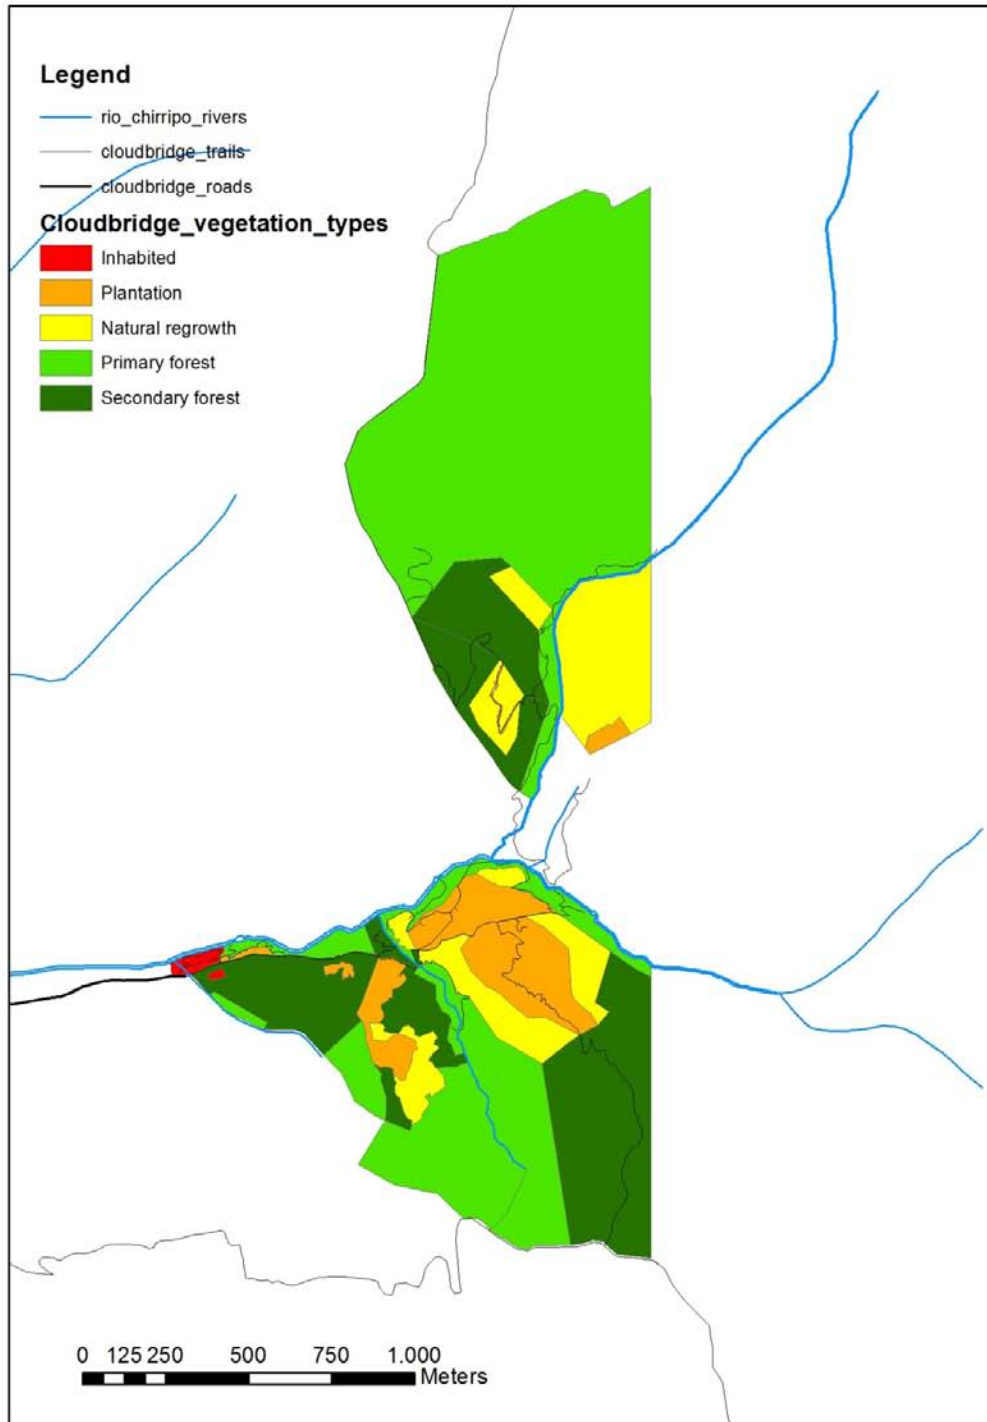 Legend
rio_chirripo_rivers
cloudbridge_trails
cloudbridge_roads
Cloudbridge_vegetation_types
Inhabited
Plantation
Natural regrowth
Primary forest
Secondary forest
0 125 250 500 750 1.000
Meters